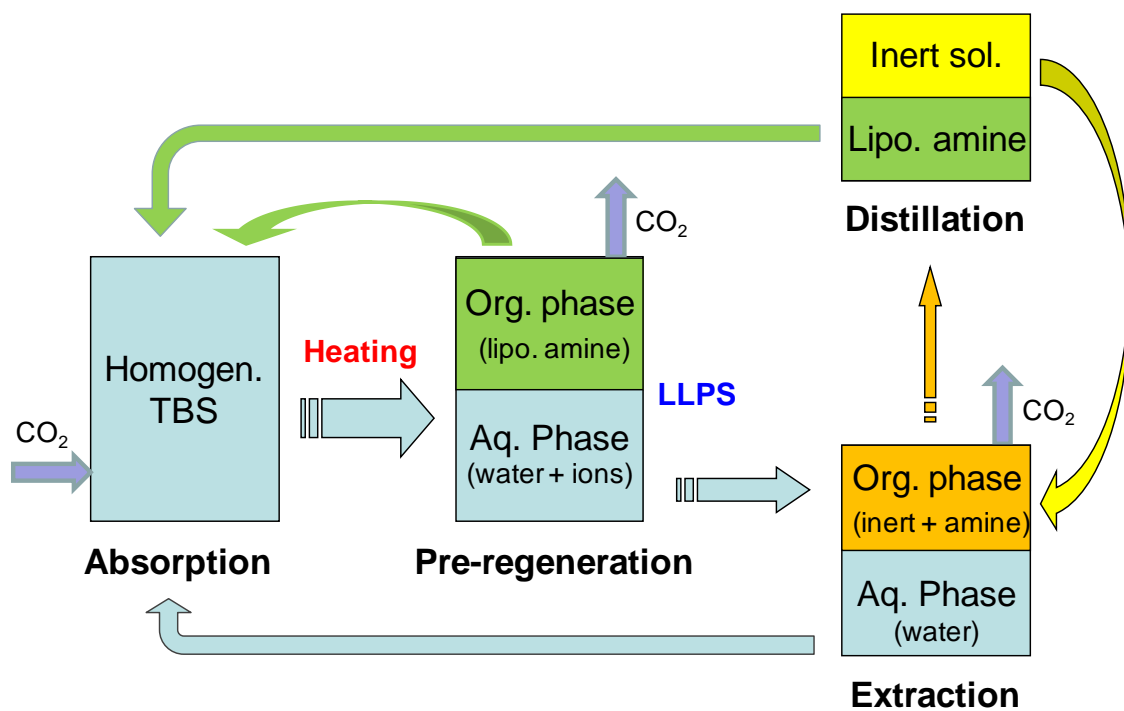 Inert sol.
Lipo. amine
Distillation
CO2
Org. phase
(lipo. amine)
Heating
Homogen.
TBS
LLPS
CO2
CO2
Aq. Phase
(water + ions)
Org. phase
(inert + amine)
Absorption
Pre-regeneration
Aq. Phase
(water)
Extraction